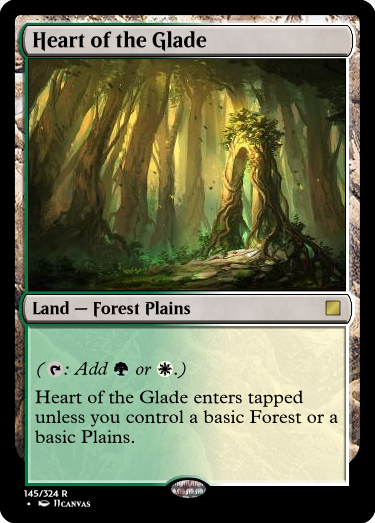 Heart of the Glade
Land — Forest Plains
( : Add or .)
Heart of the Glade enters tapped
unless you control a basic Forest or a
basic Plains.
145/324 R
• 11CANVAS